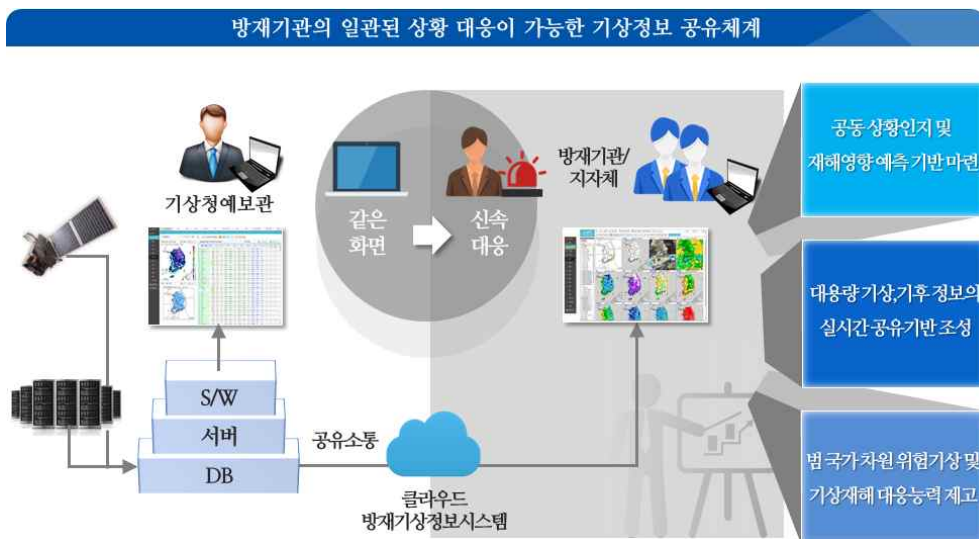 방재기관의 일관된 상황 대응이 가능한 기상정보 공유체계
기상청예보관
같은
화면
신속
대응
방재기관/
지자체
S/W
서버
DB
공유소통
클라우드
방재기상정보시스템
공동 상황인지 및
재해영향 예측 기반 마련
대용량 기상,기후 정보의
실시간 공유기반 조성
범 국가 차원 위험기상 및
기상재해 대응능력 제고